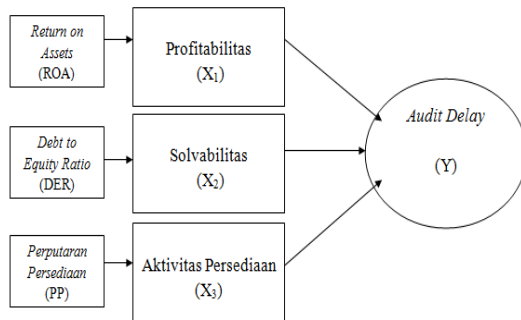 Return on
Assets
(ROA)
Profitabilitas
(X₁)
Debt to
Equity Ratio
(DER)
Solvabilitas
(X₂)
Perputaran
Persediaan
(PP)
Aktivitas Persediaan
(X₃)
Audit Delay
(Y)